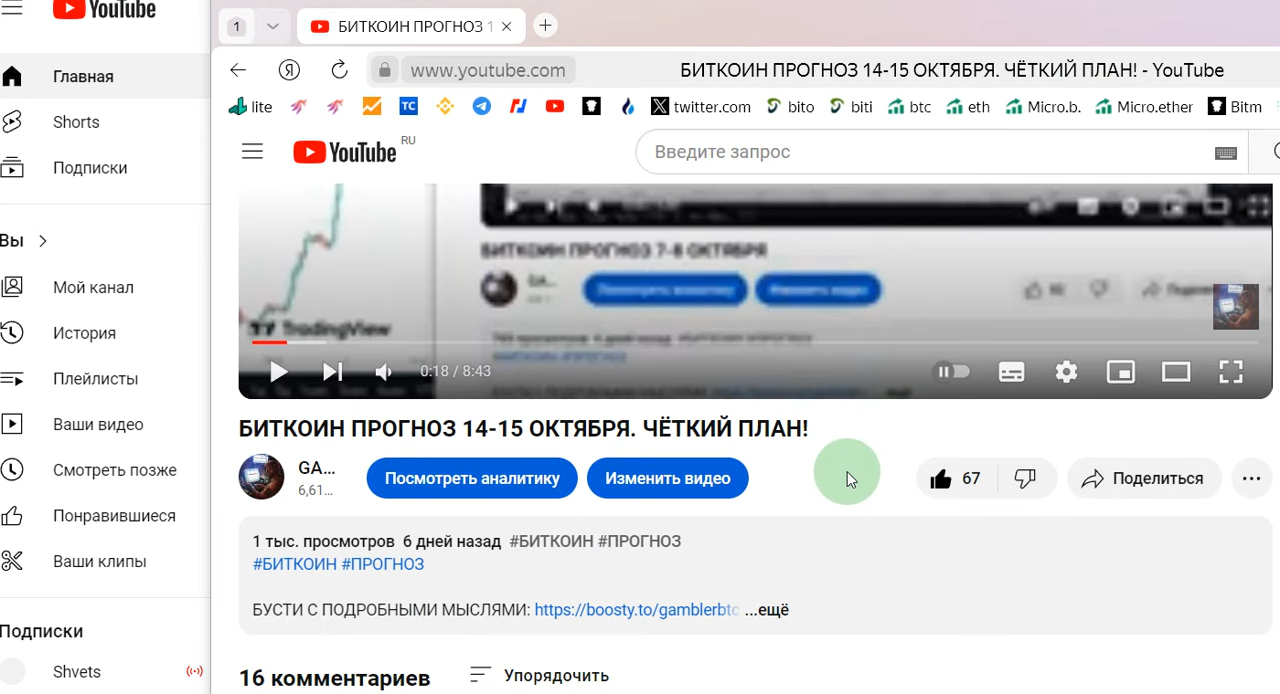 YouTube
Главная
Shorts
Подписки
Вы
Мой канал
История
Плейлисты
Ваши видео
Смотреть позже
Понравившиеся
Ваши клипы
Подписки
Shvets
1
БИТКОИН ПРОГНОЗ 1
www.youtube.com
БИТКОИН ПРОГНОЗ 14-15 ОКТЯБРЯ. ЧЁТКИЙ ПЛАН! - YouTube
lite TC twitter.com bito biti btc eth Micro.b. Micro.ether Bitm
YouTube RU
Введите запрос
БИТКОИН ПРОГНОЗ 7-8 ОКТЯБРЯ
Посмотреть аналитику Изменить видео
TradingView
0:18 / 8:43
БИТКОИН ПРОГНОЗ 14-15 ОКТЯБРЯ. ЧЁТКИЙ ПЛАН!
GA...
6,61...
Посмотреть аналитику Изменить видео 67 Поделиться
1 тыс. просмотров 6 дней назад #БИТКОИН #ПРОГНОЗ
#БИТКОИН #ПРОГНОЗ
БУСТИ С ПОДРОБНЫМИ МЫСЛЯМИ: https://boosty.to/gamblerbtc ...ещё
16 комментариев Упорядочить